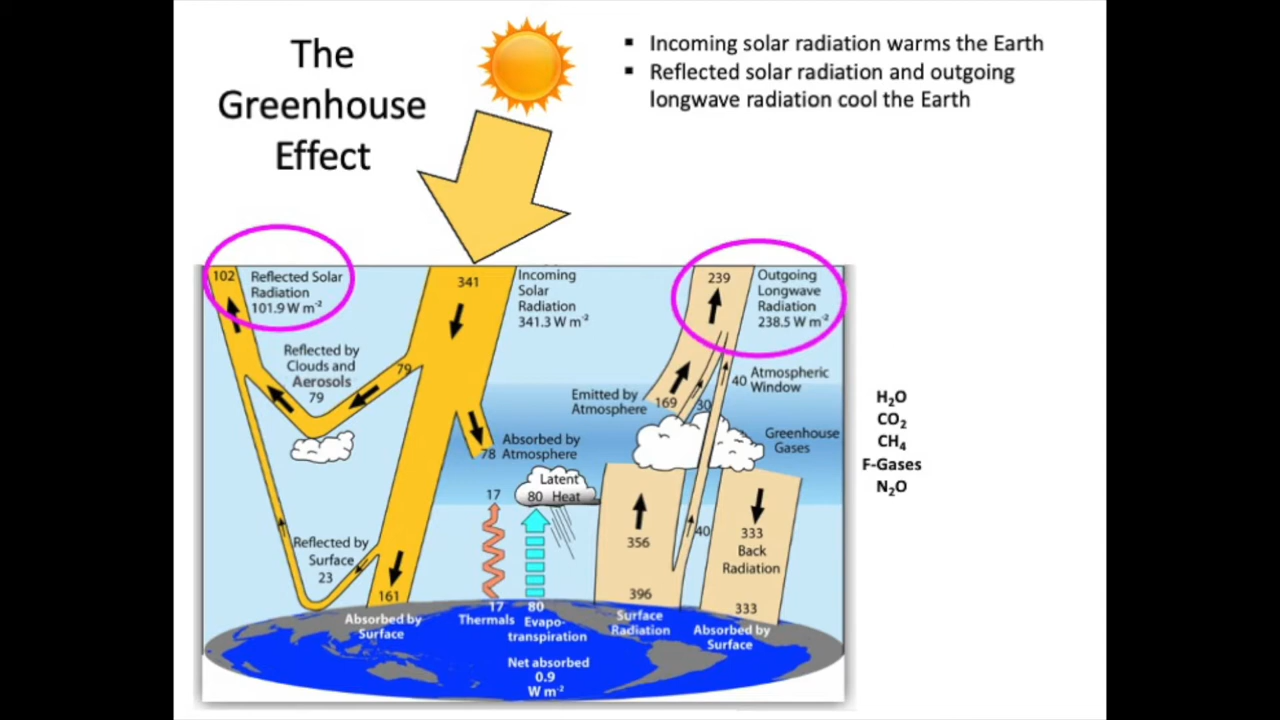 The
Greenhouse
Effect
▪ Incoming solar radiation warms the Earth
▪ Reflected solar radiation and outgoing
longwave radiation cool the Earth
102
Reflected Solar
Radiation
101.9 W m⁻²
341
Incoming
Solar
Radiation
341.3 W m⁻²
239
Outgoing
Longwave
Radiation
238.5 W m⁻²
Reflected by
Clouds and
Aerosols
79
79
Emitted by
Atmosphere
169
30
40
Atmospheric
Window
Greenhouse
Gases
78
Absorbed by
Atmosphere
17
Latent
80 Heat
Reflected by
Surface
23
161
Absorbed by
Surface
17
Thermals
80
Evapo-
transpiration
356
396
Surface
Radiation
40
333
Back
Radiation
333
Absorbed by
Surface
Net absorbed
0.9
W m⁻²
H₂O
CO₂
CH₄
F-Gases
N₂O